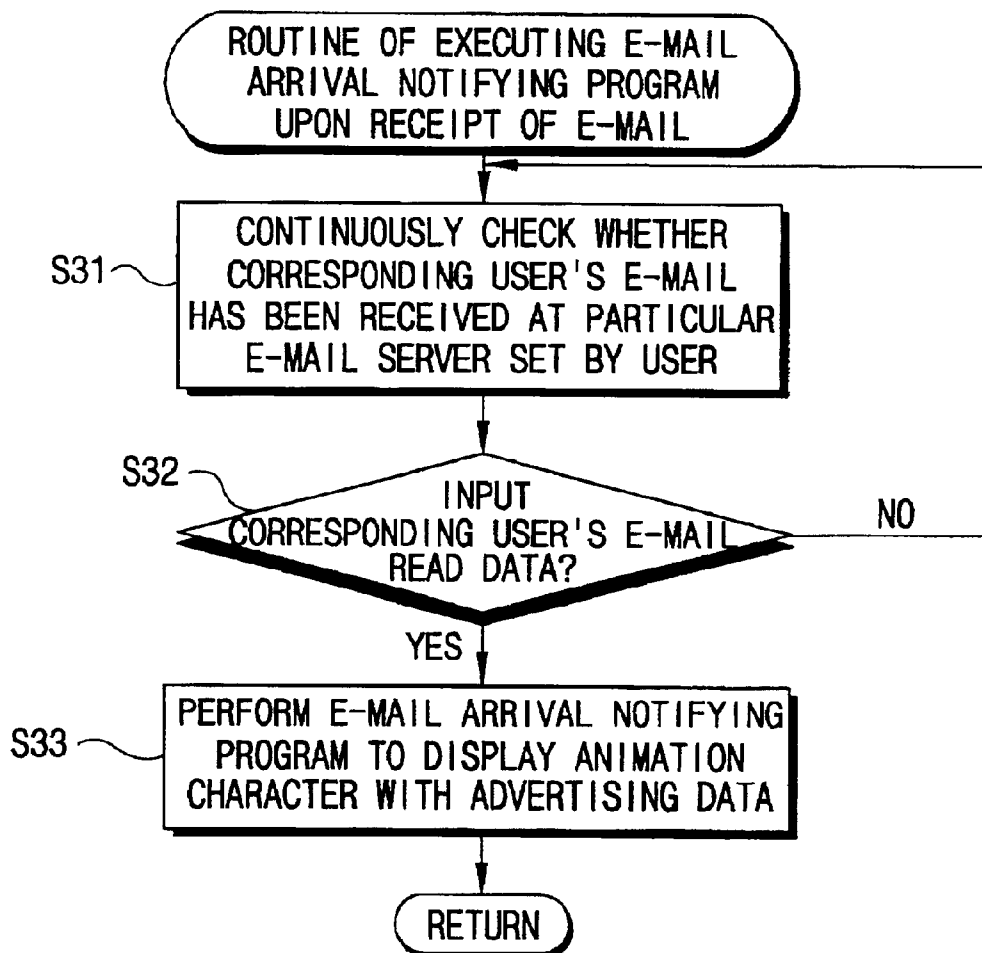 ROUTINE OF EXECUTING E-MAIL
ARRIVAL NOTIFYING PROGRAM
UPON RECEIPT OF E-MAIL
S31
CONTINUOUSLY CHECK WHETHER
CORRESPONDING USER'S E-MAIL
HAS BEEN RECEIVED AT PARTICULAR
E-MAIL SERVER SET BY USER
S32
INPUT
CORRESPONDING USER'S E-MAIL
READ DATA?
NO
YES
S33
PERFORM E-MAIL ARRIVAL NOTIFYING
PROGRAM TO DISPLAY ANIMATION
CHARACTER WITH ADVERTISING DATA
RETURN